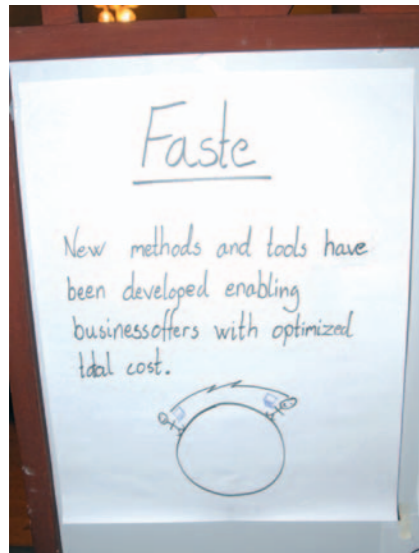 Faste
New methods and tools have
been developed enabling
businessoffers with optimized
total cost.